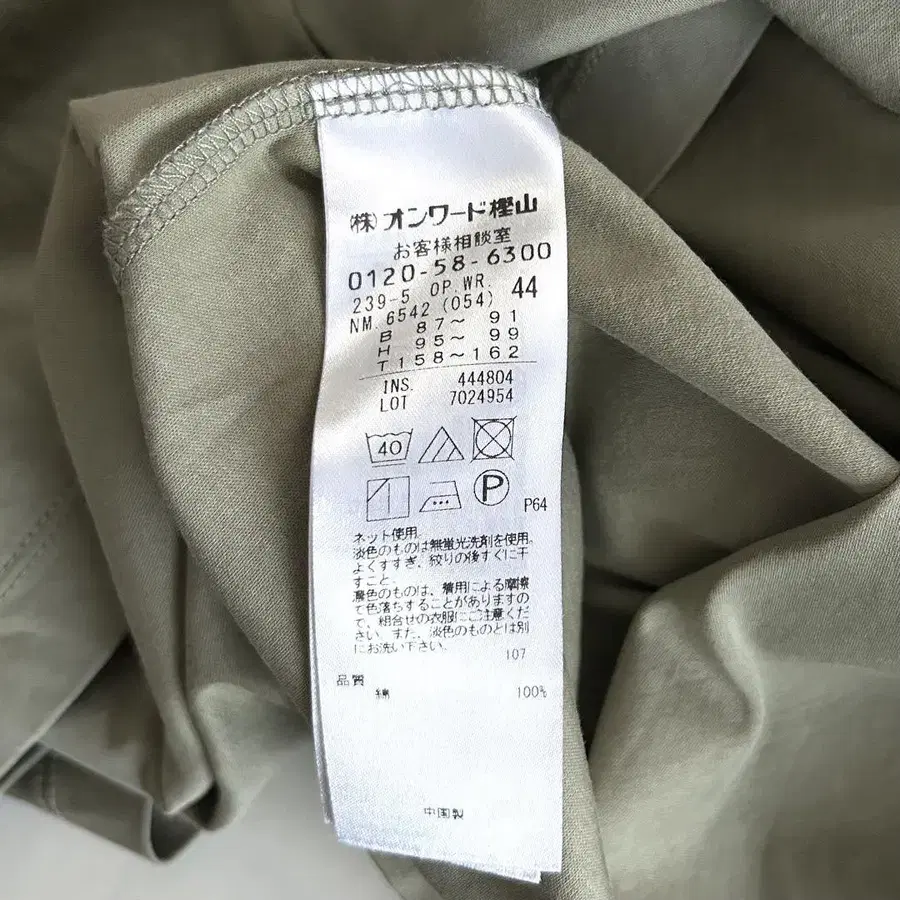 (株)オンワード樫山
お客様相談室
0120-58-6300
239-5 OP.WR. 44
NM.6542 (054)
B 87〜 91
H 95〜 99
T158〜162
INS. 444804
LOT 7024954
40
P
P64
ネット使用。
淡色のものは無蛍光洗剤を使用。
よくすすぎ、絞りの後すぐに干
すこと。
濃色のものは、着用による摩擦
で色落ちすることがありますの
で、組合せの衣服にご注意くだ
さい。また、淡色のものとは別
にお洗い下さい。
107
品質
綿 100%
中国製